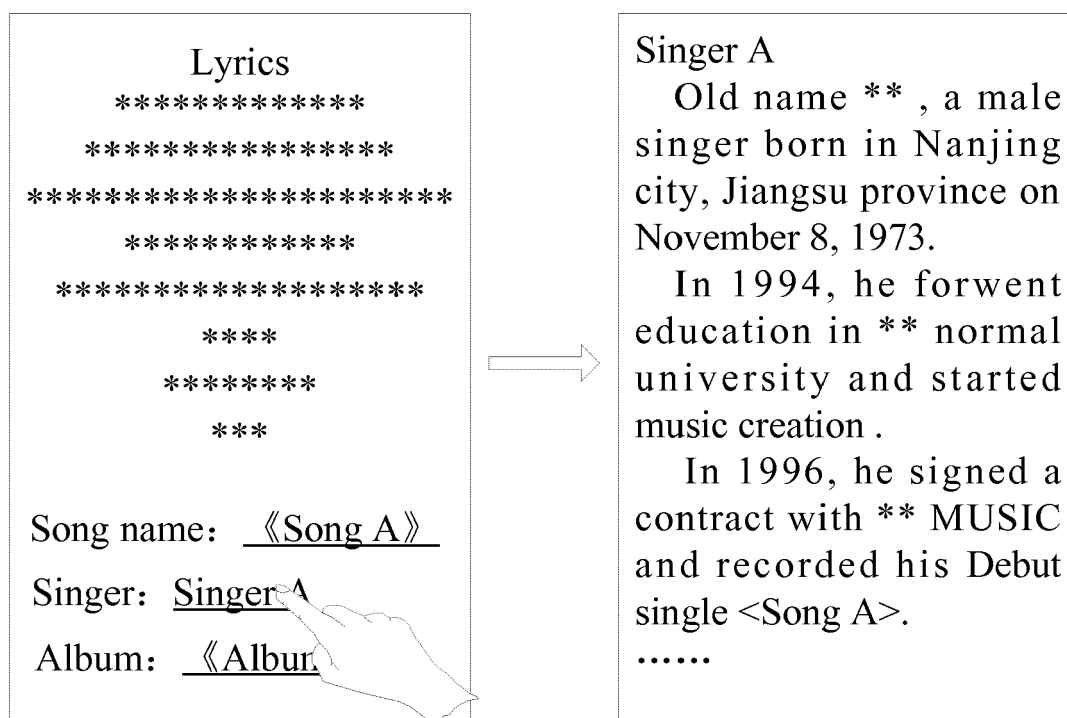 Lyrics
*************
****************
**********************
************
*******************
****
********
***
Song name: 《Song A》
Singer: Singer A
Album: 《Album
Singer A
Old name ** , a male
singer born in Nanjing
city, Jiangsu province on
November 8, 1973.
In 1994, he forwent
education in ** normal
university and started
music creation .
In 1996, he signed a
contract with ** MUSIC
and recorded his Debut
single <Song A>.
......